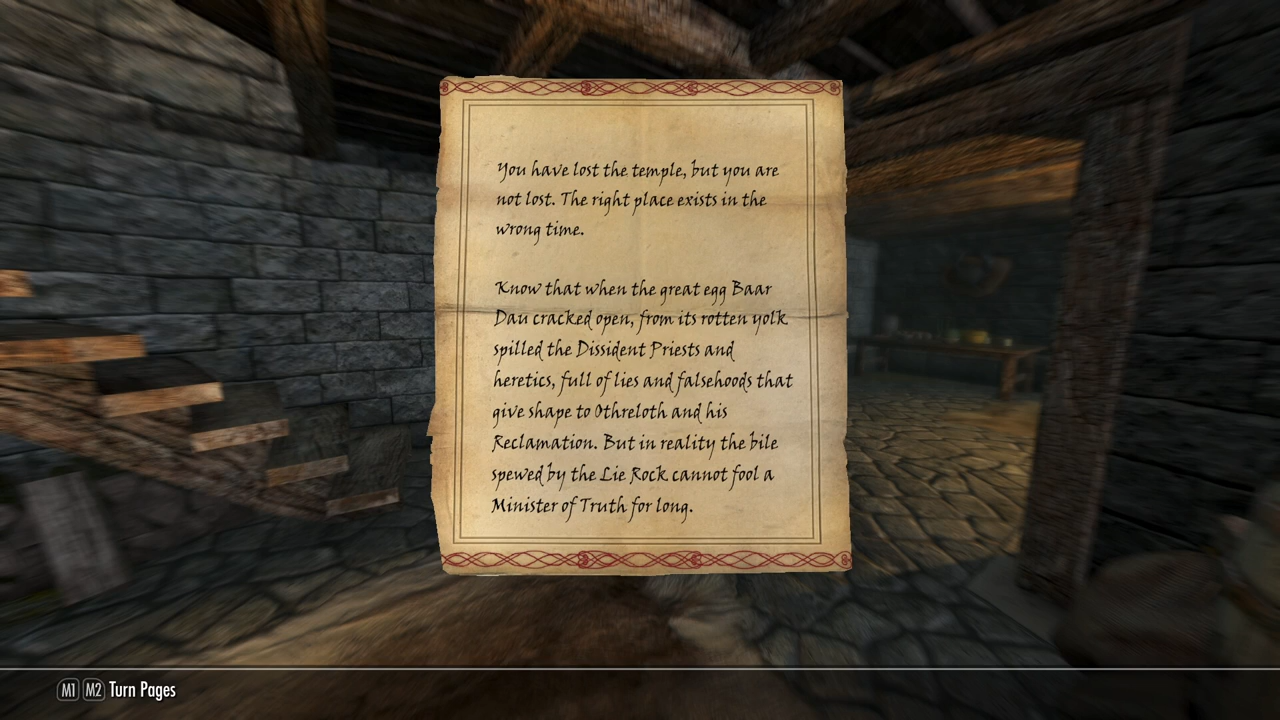 You have lost the temple, but you are
not lost. The right place exists in the
wrong time.
Know that when the great egg Baar
Dau cracked open, from its rotten yolk
spilled the Dissident Priests and
heretics, full of lies and falsehoods that
give shape to Othreloth and his
Reclamation. But in reality the bile
spewed by the Lie Rock cannot fool a
Minister of Truth for long.
M1 M2 Turn Pages